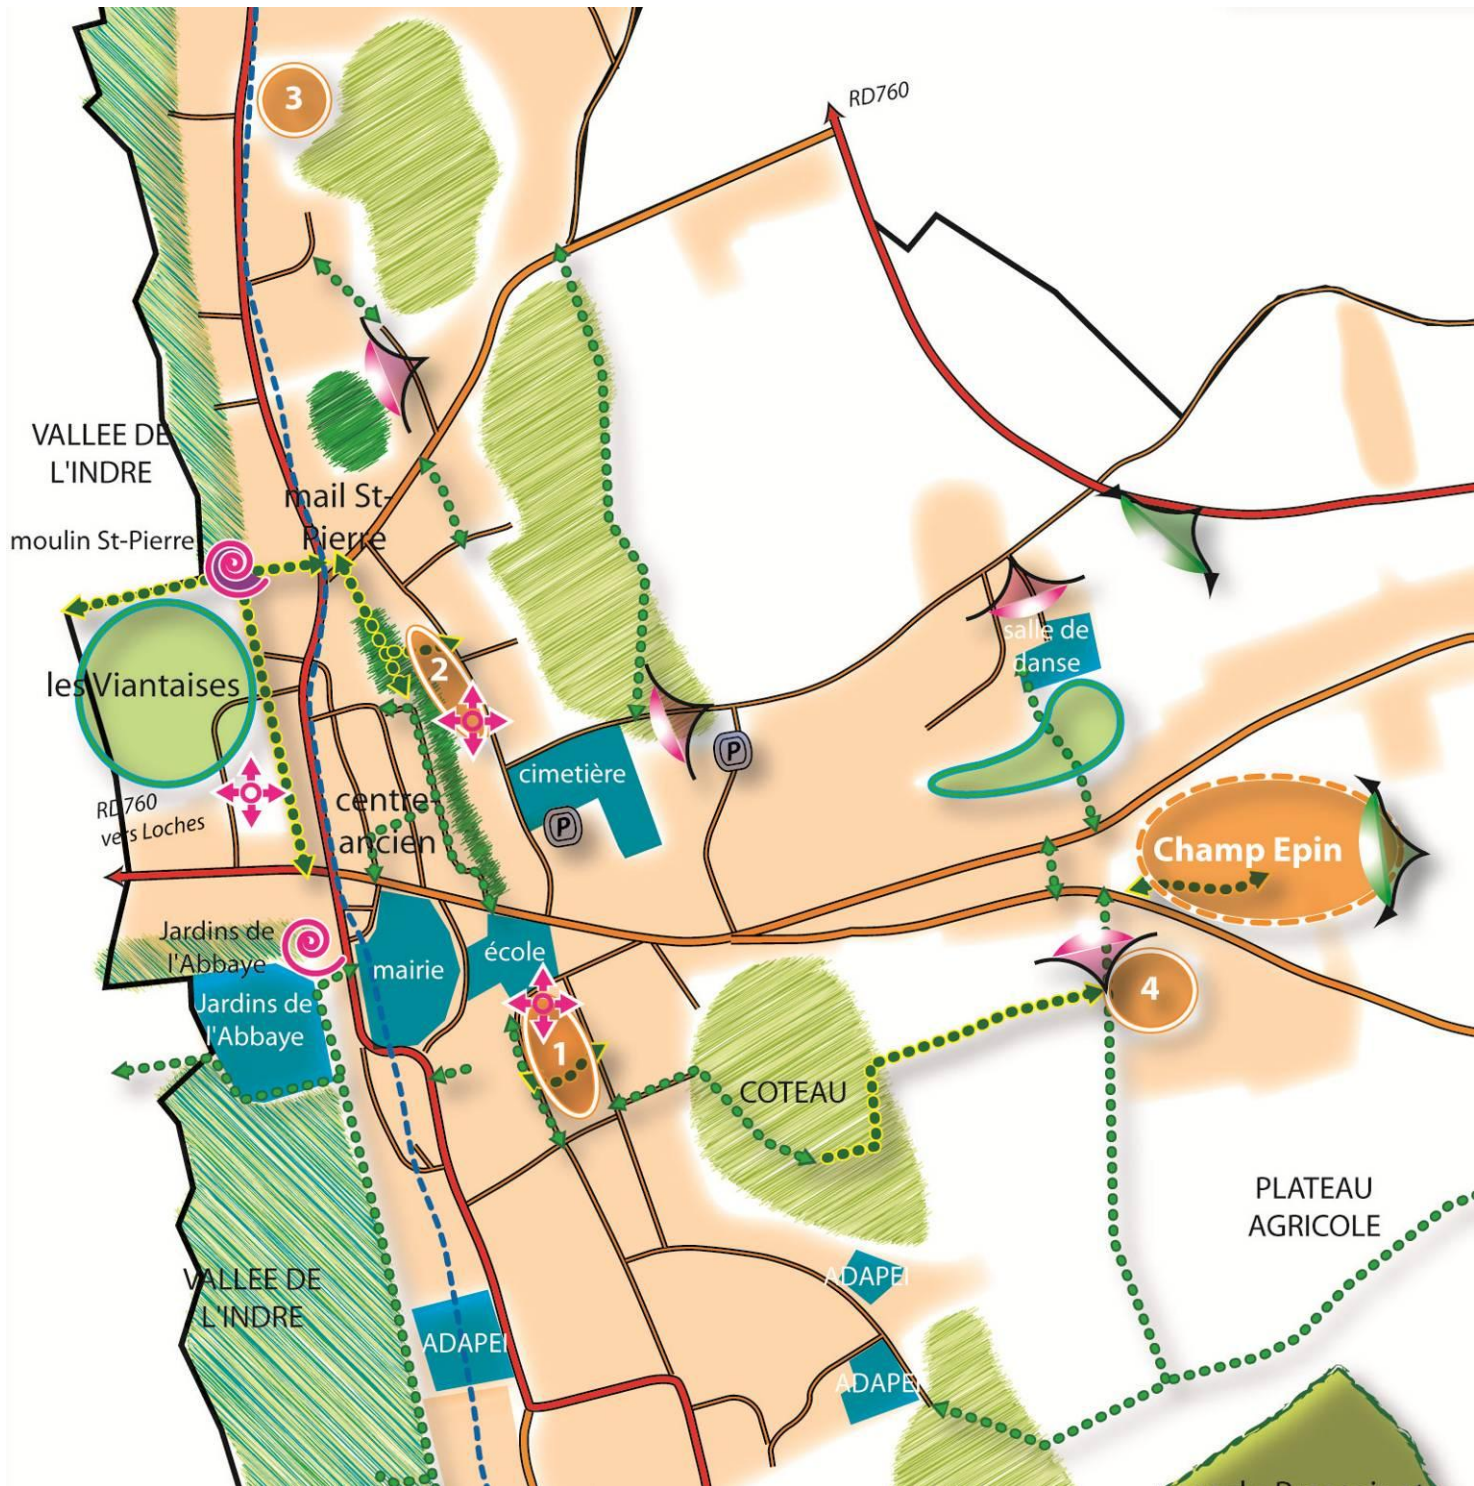 3
RD760
VALLEE DE
L'INDRE
mail St-
Pierre
moulin St-Pierre
les Viantaises
2
salle de
danse
cimetière
P
P
RD760
vers Loches
centre-
ancien
Champ Epin
Jardins de
l'Abbaye
mairie
école
Jardins de
l'Abbaye
4
1
COTEAU
PLATEAU
AGRICOLE
VALLEE DE
L'INDRE
ADAPEI
ADAPEI
ADAPEI